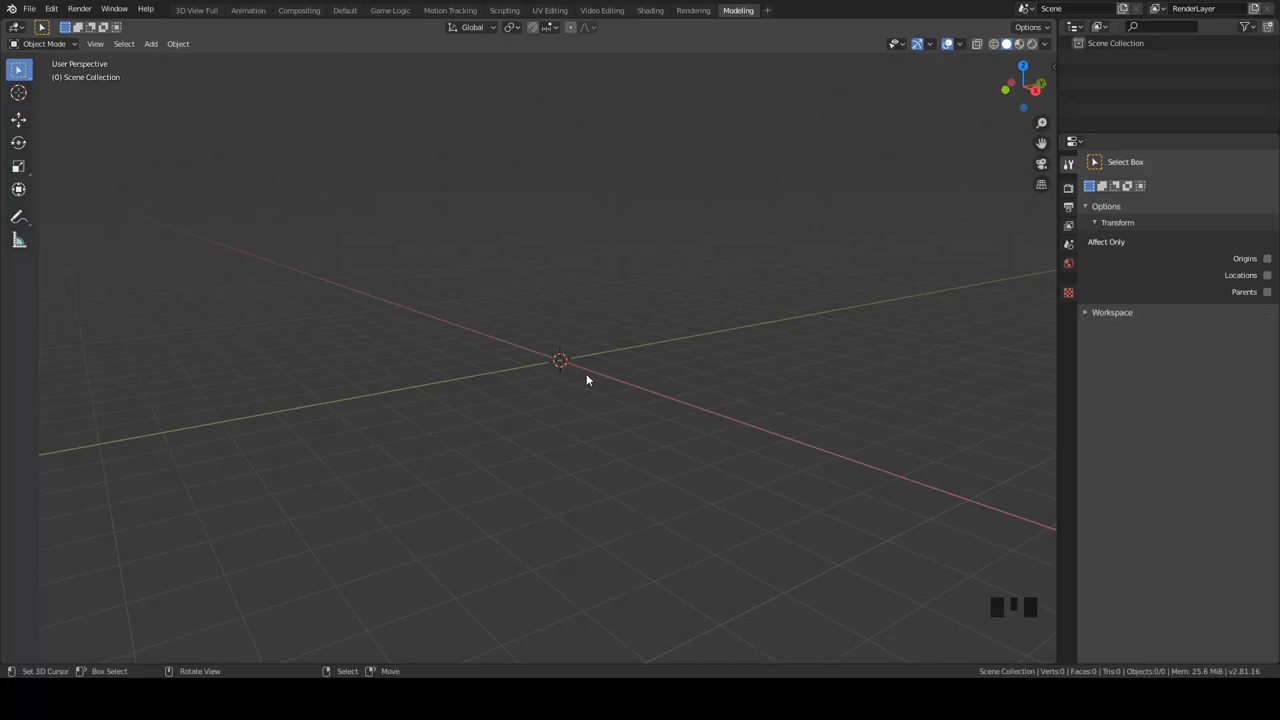 File Edit Render Window Help 3D View Full Animation Compositing Default Game Logic Motion Tracking Scripting UV Editing Video Editing Shading Rendering Modeling + Scene RenderLayer
Global Options
Object Mode View Select Add Object
Scene Collection
User Perspective
(0) Scene Collection
Z
Y
X
Select Box
Options
Transform
Affect Only
Origins
Locations
Parents
Workspace
Set 3D Cursor Box Select Rotate View Select Move Scene Collection | Verts:0 | Faces:0 | Tris:0 | Objects:0/0 | Mem: 25.6 MiB | v2.81.16